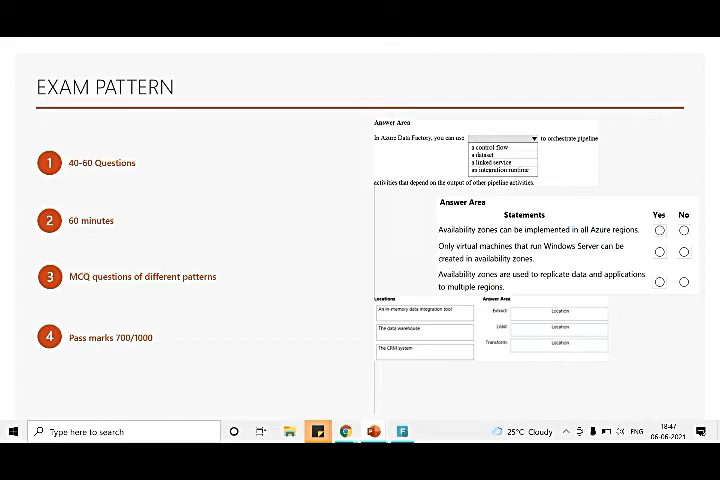 EXAM PATTERN
1 40-60 Questions
2 60 minutes
3 MCQ questions of different patterns
4 Pass marks 700/1000
Answer Area
In Azure Data Factory, you can use to orchestrate pipeline
a control flow
a dataset
a linked service
an integration runtime
activities that depend on the output of other pipeline activities.
Answer Area
Statements Yes No
Availability zones can be implemented in all Azure regions.
Only virtual machines that run Windows Server can be
created in availability zones.
Availability zones are used to replicate data and applications
to multiple regions.
Locations Answer Area
An in-memory data integration tool Extract: Location
The data warehouse Load: Location
The CRM system Transform: Location
Type here to search 25°C Cloudy ENG 18:47
06-06-2021